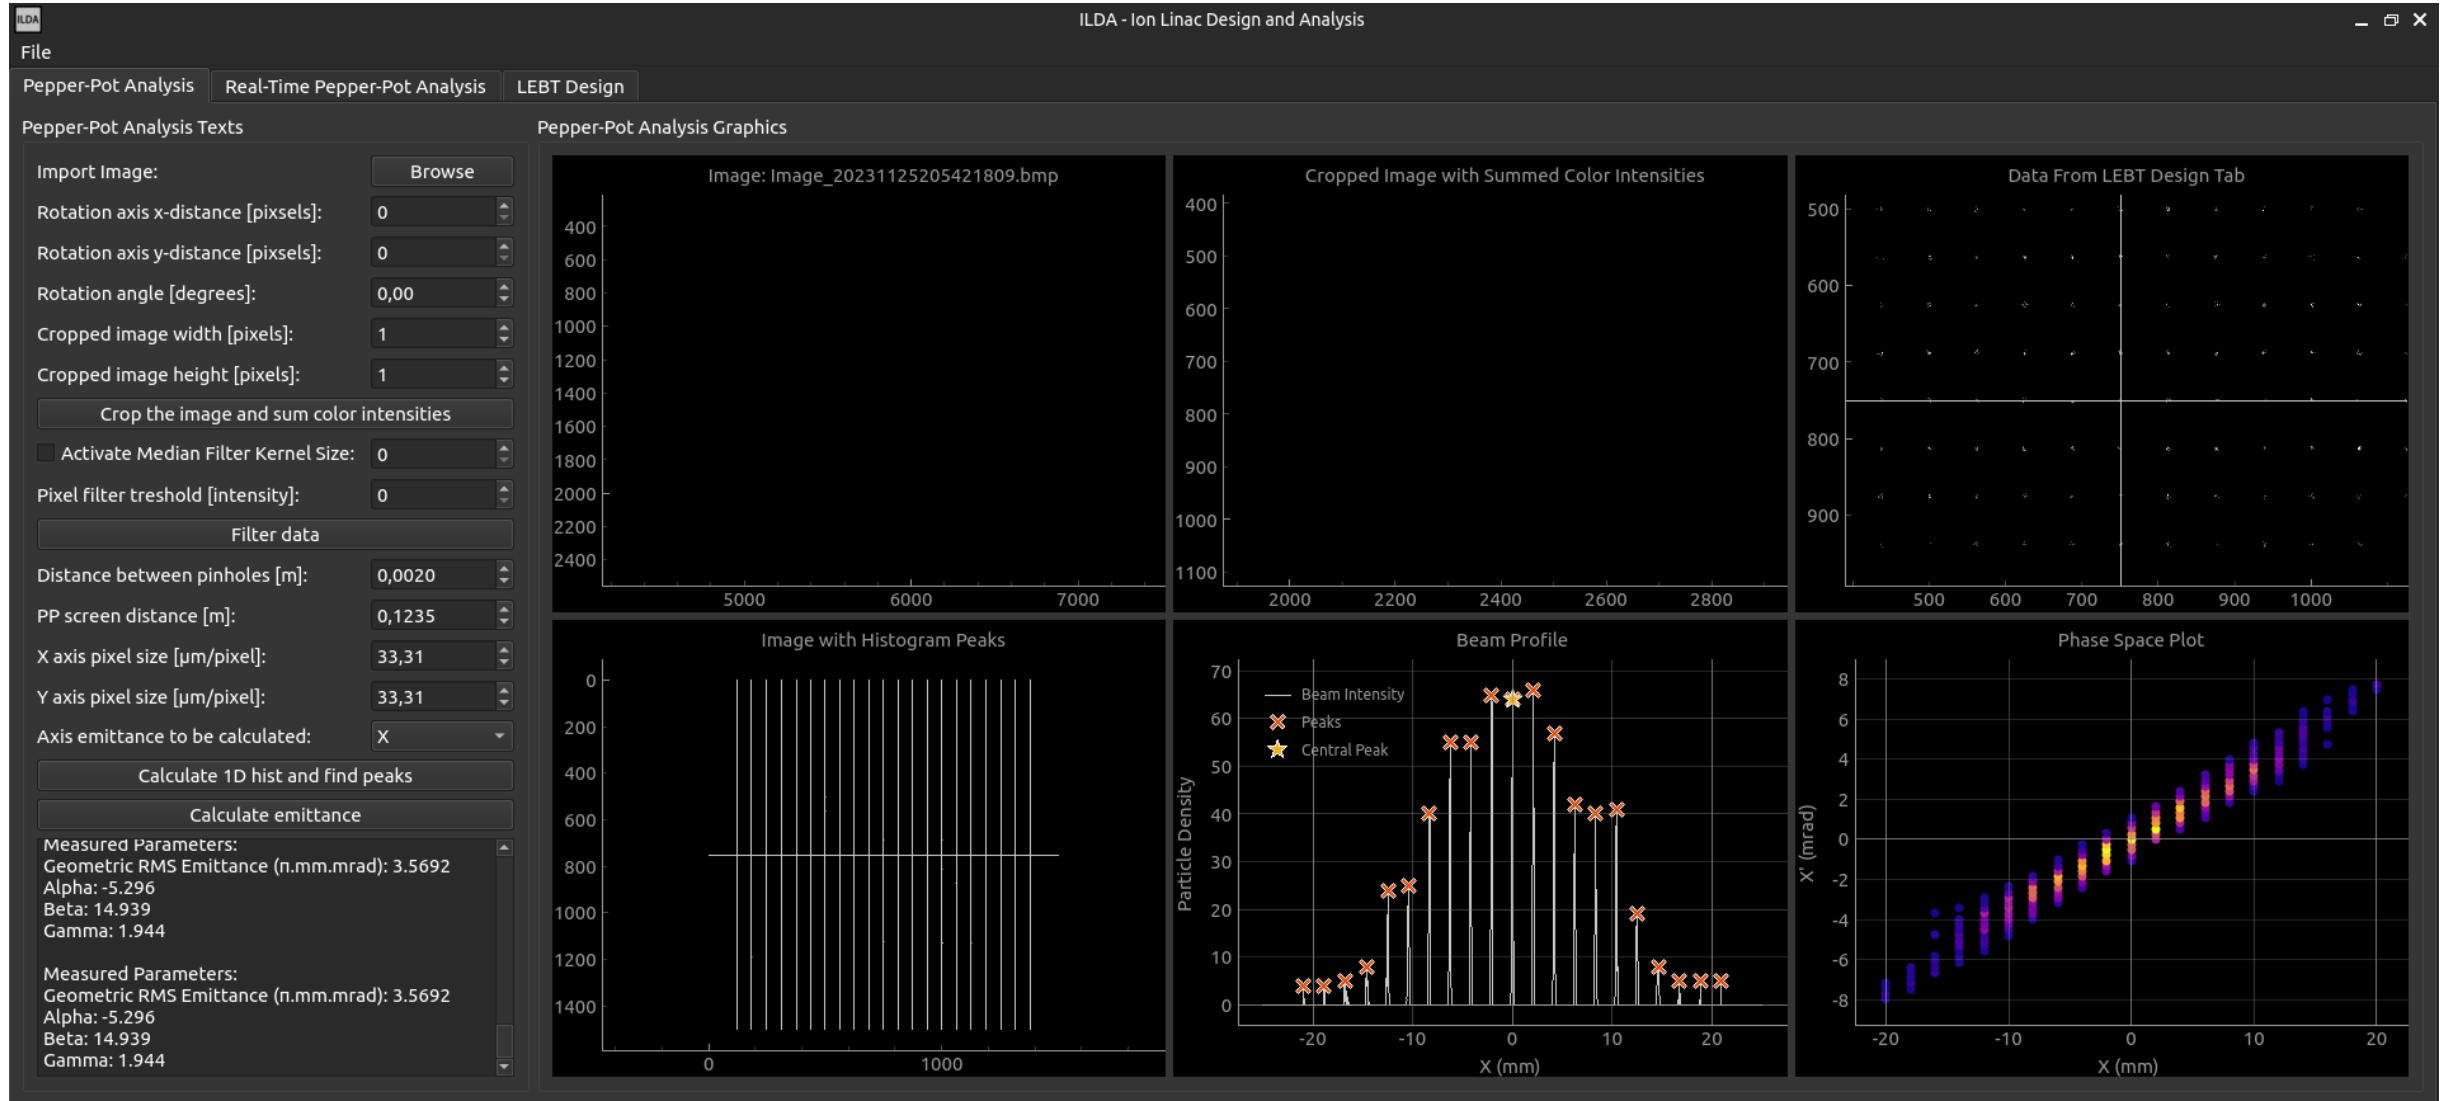 ILDA
ILDA - Ion Linac Design and Analysis
File
Pepper-Pot Analysis
Real-Time Pepper-Pot Analysis
LEBT Design
Pepper-Pot Analysis Texts
Import Image:
Browse
Rotation axis x-distance [pixsels]:
0
Rotation axis y-distance [pixsels]:
0
Rotation angle [degrees]:
0,00
Cropped image width [pixels]:
1
Cropped image height [pixels]:
1
Crop the image and sum color intensities
Activate Median Filter Kernel Size:
0
Pixel filter treshold [intensity]:
0
Filter data
Distance between pinholes [m]:
0,0020
PP screen distance [m]:
0,1235
X axis pixel size [µm/pixel]:
33,31
Y axis pixel size [µm/pixel]:
33,31
Axis emittance to be calculated:
X
Calculate 1D hist and find peaks
Calculate emittance
Measured Parameters:
Geometric RMS Emittance (π.mm.mrad): 3.5692
Alpha: -5.296
Beta: 14.939
Gamma: 1.944
Measured Parameters:
Geometric RMS Emittance (π.mm.mrad): 3.5692
Alpha: -5.296
Beta: 14.939
Gamma: 1.944
Pepper-Pot Analysis Graphics
Image: Image_20231125205421809.bmp
400
600
800
1000
1200
1400
1600
1800
2000
2200
2400
5000
6000
7000
Cropped Image with Summed Color Intensities
400
500
600
700
800
900
1000
1100
2000
2200
2400
2600
2800
Data From LEBT Design Tab
500
600
700
800
900
500
600
700
800
900
1000
Image with Histogram Peaks
0
200
400
600
800
1000
1200
1400
0
1000
Beam Profile
Beam Intensity
Peaks
Central Peak
Particle Density
70
60
50
40
30
20
10
0
-20
-10
0
10
20
X (mm)
Phase Space Plot
X' (mrad)
8
6
4
2
0
-2
-4
-6
-8
-20
-10
0
10
20
X (mm)